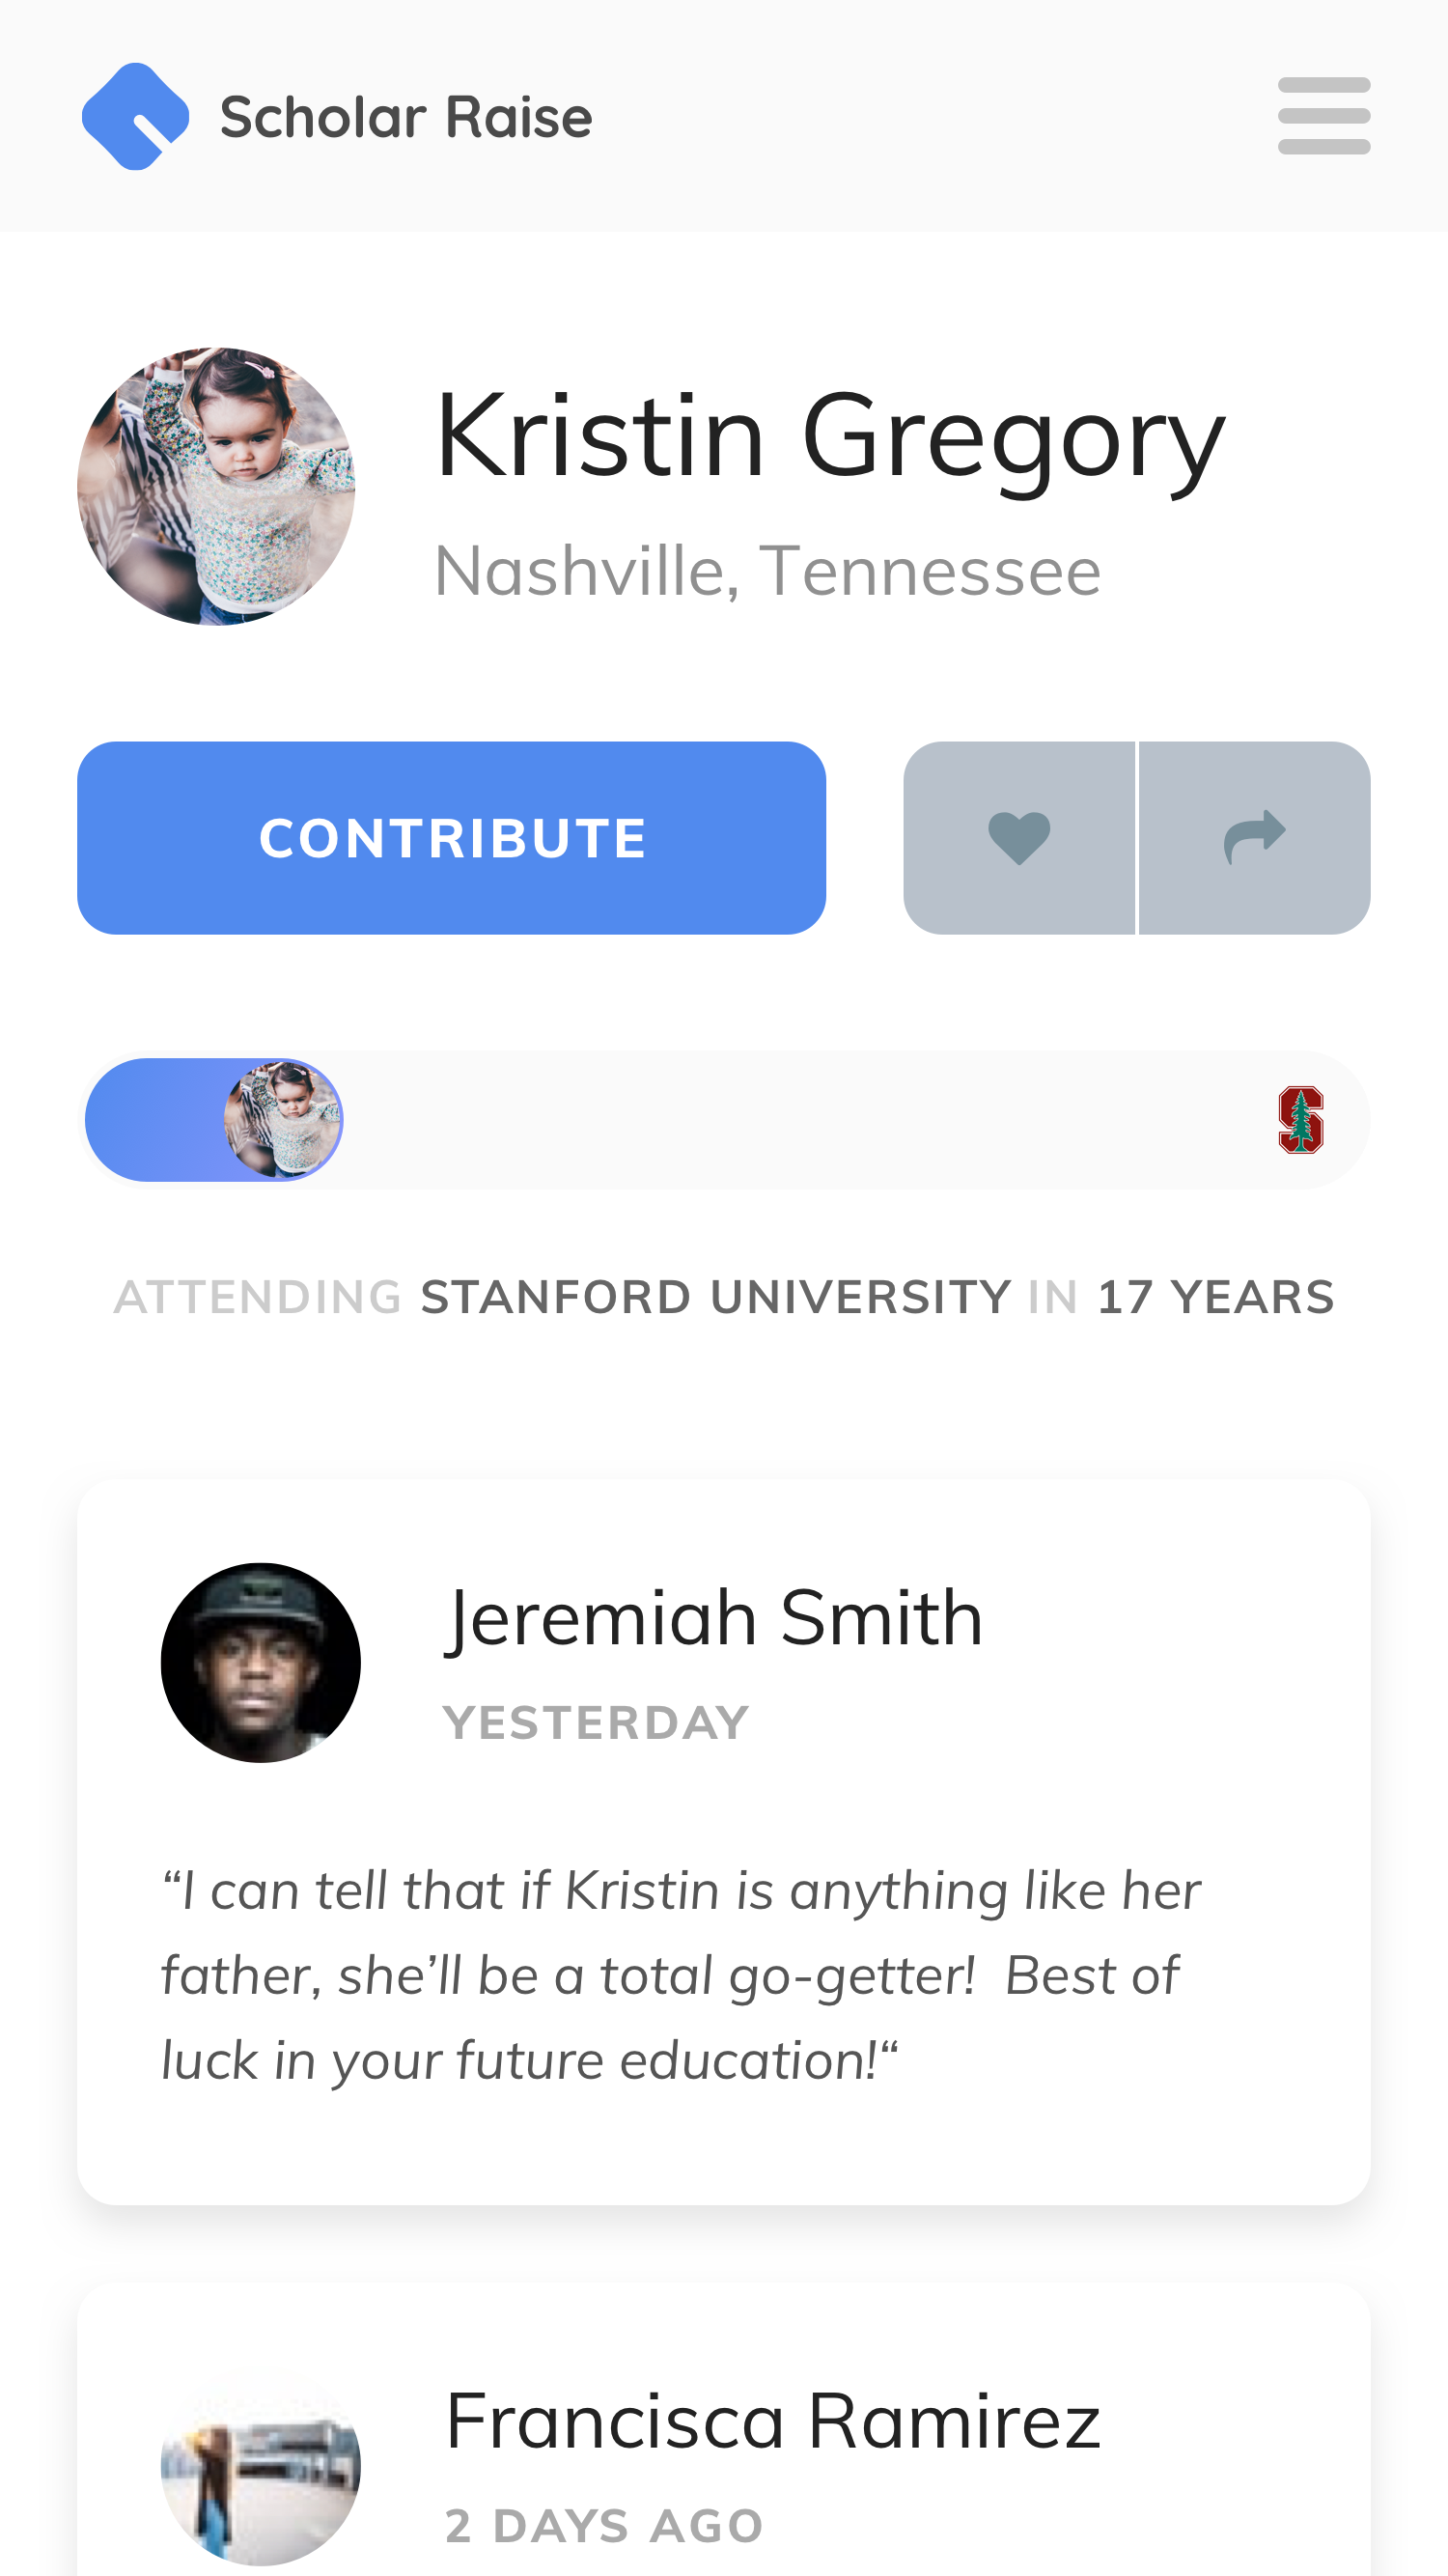 Scholar Raise
Kristin Gregory
Nashville, Tennessee
CONTRIBUTE
ATTENDING STANFORD UNIVERSITY IN 17 YEARS
Jeremiah Smith
YESTERDAY
“I can tell that if Kristin is anything like her
father, she’ll be a total go-getter!  Best of
luck in your future education!“
Francisca Ramirez
2 DAYS AGO